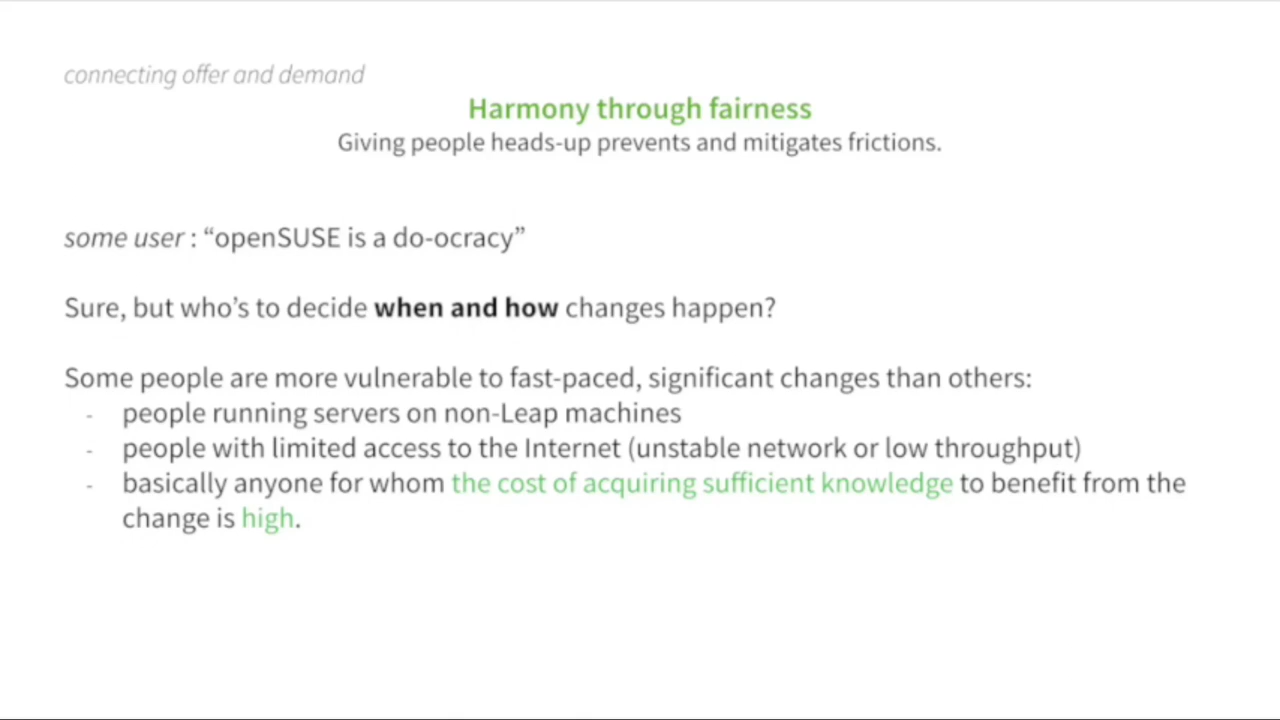 connecting offer and demand
Harmony through fairness
Giving people heads-up prevents and mitigates frictions.
some user : “openSUSE is a do-ocracy”
Sure, but who’s to decide when and how changes happen?
Some people are more vulnerable to fast-paced, significant changes than others:
- people running servers on non-Leap machines
- people with limited access to the Internet (unstable network or low throughput)
- basically anyone for whom the cost of acquiring sufficient knowledge to benefit from the
change is high.